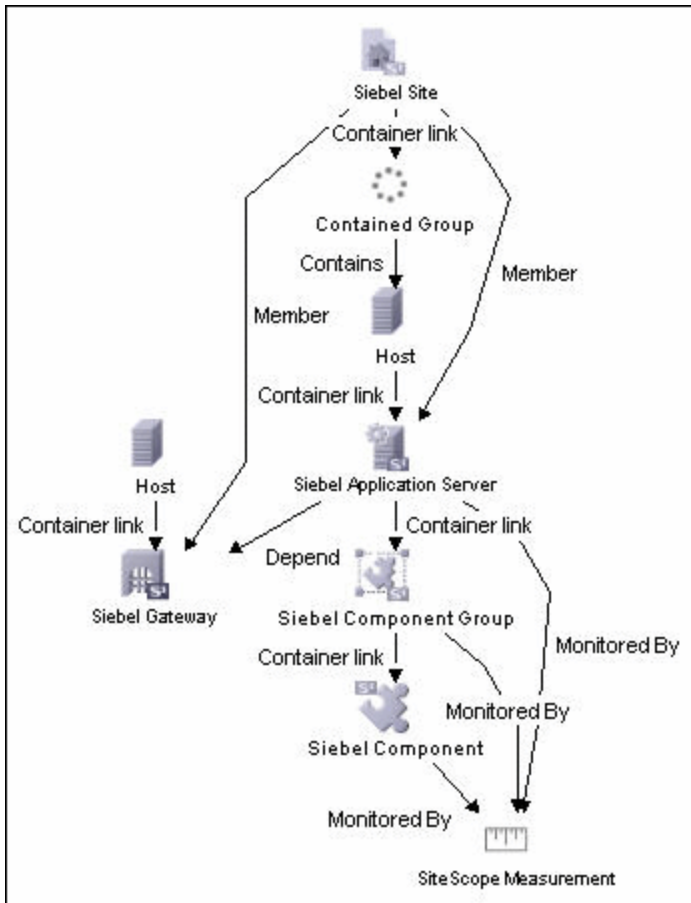 Siebel Site
Container link
Contained Group
Contains
Member
Member
Host
Container link
Host
Siebel Application Server
Container link
Container link
Depend
Siebel Gateway
Siebel Component Group
Monitored By
Container link
Monitored By
Siebel Component
Monitored By
SiteScope Measurement